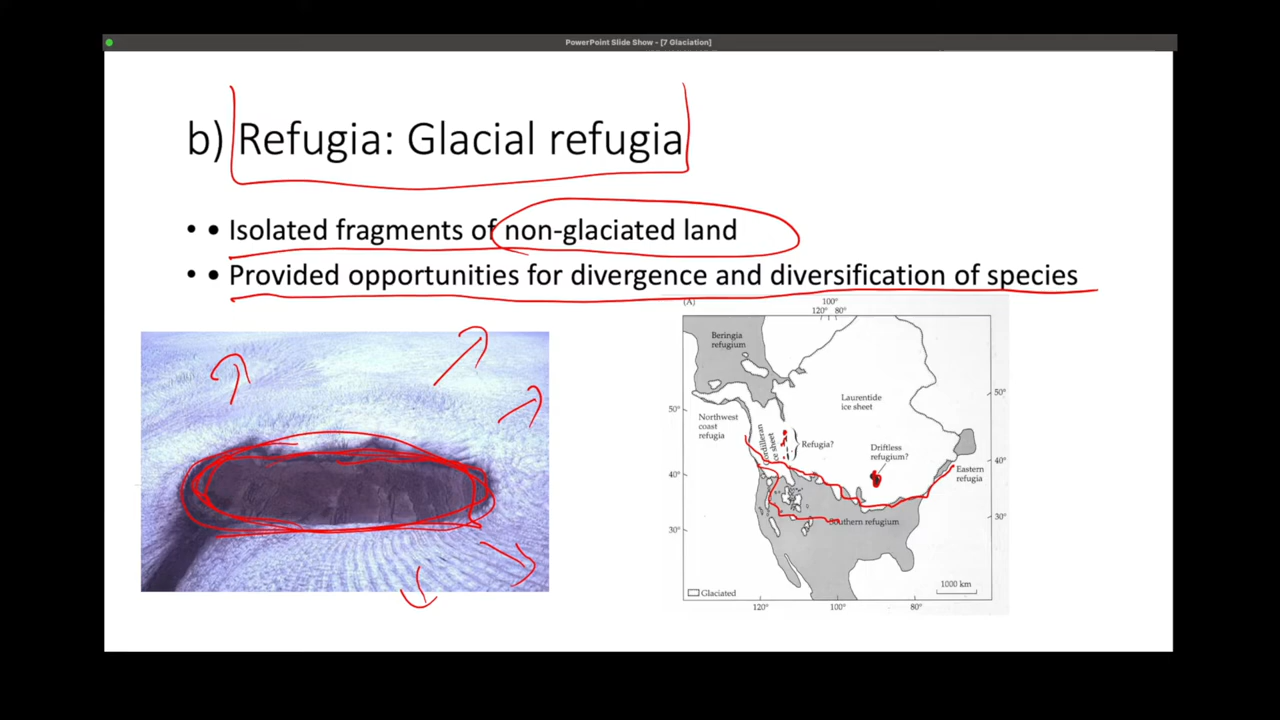 PowerPoint Slide Show - [7 Glaciation]
b) Refugia: Glacial refugia
• • Isolated fragments of non-glaciated land
• • Provided opportunities for divergence and diversification of species
(A)
100°
120° 80°
Beringia
refugium
50°
50°
Laurentide
ice sheet
Northwest
coast
refugia
Cordilleran
ice sheet
Refugia?
Driftless
refugium?
40°
40°
Eastern
refugia
30°
30°
Southern refugium
1000 km
Glaciated
120°
100°
80°